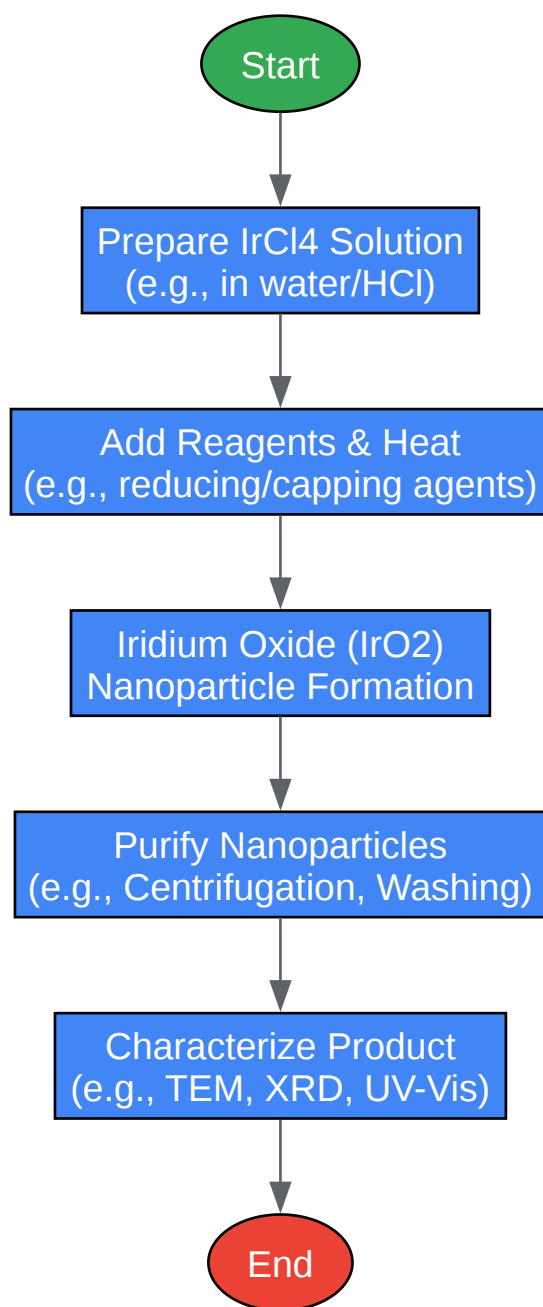 Start
Prepare IrCl4 Solution
(e.g., in water/HCl)
Add Reagents & Heat
(e.g., reducing/capping agents)
Iridium Oxide (IrO2)
Nanoparticle Formation
Purify Nanoparticles
(e.g., Centrifugation, Washing)
Characterize Product
(e.g., TEM, XRD, UV-Vis)
End